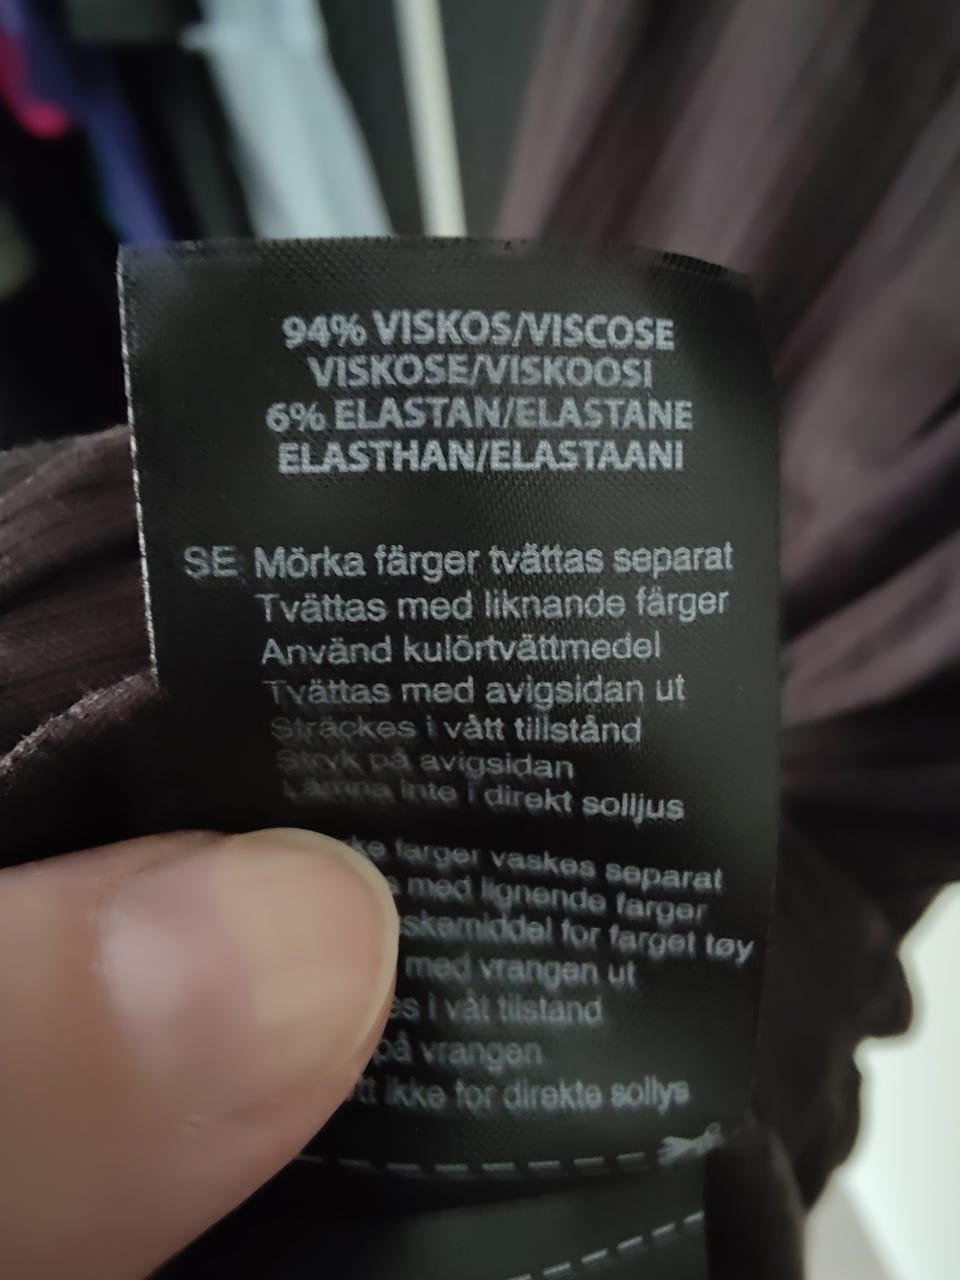 94% VISKOS/VISCOSE
VISKOSE/VISKOOSI
6% ELASTAN/ELASTANE
ELASTHAN/ELASTAANI
SE Mörka färger tvättas separat
Tvättas med liknande färger
Använd kulörtvättmedel
Tvättas med avigsidan ut
Sträckes i vått tillstånd
Stryk på avigsidan
Lämna inte i direkt solljus
farger vaskes separat
med lignende farger
for farget tøy
med vrangen ut
i våt tilstand
på vrangen
ikke for direkte sollys